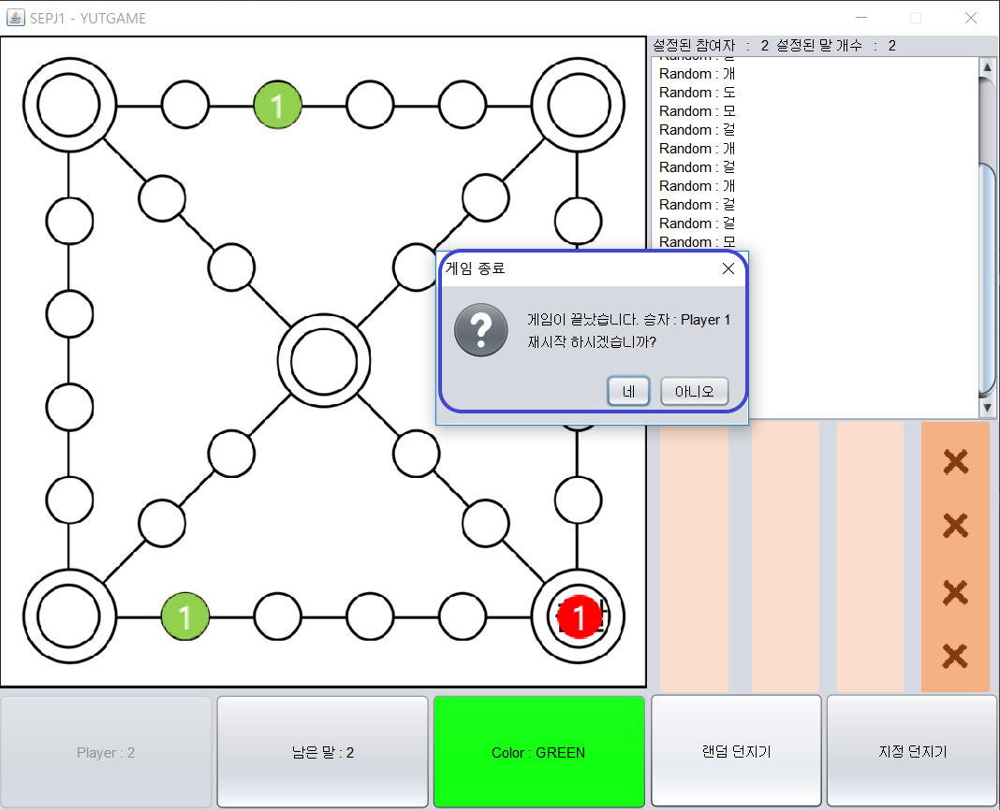 SEPJ1 - YUTGAME
설정된 참여자 : 2 설정된 말 개수 : 2
Random : 걸
Random : 개
Random : 도
Random : 모
Random : 걸
Random : 개
Random : 걸
Random : 개
Random : 걸
Random : 걸
Random : 모
1
게임 종료
게임이 끝났습니다. 승자 : Player 1
재시작 하시겠습니까?
네 아니오
1
1
Player : 2
남은 말 : 2
Color : GREEN
랜덤 던지기
지정 던지기